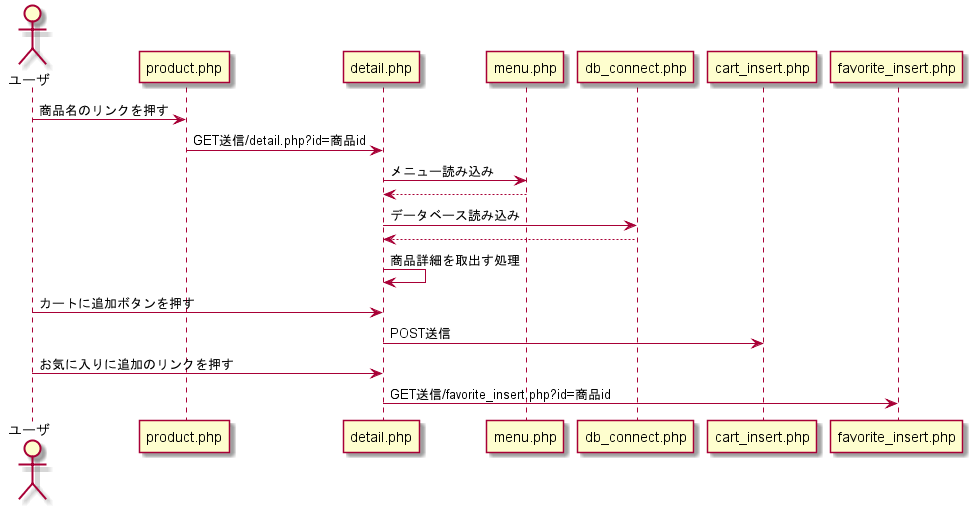 ユーザ
product.php
detail.php
menu.php
db_connect.php
cart_insert.php
favorite_insert.php
商品名のリンクを押す
GET送信/detail.php?id=商品id
メニュー読み込み
データベース読み込み
商品詳細を取出す処理
カートに追加ボタンを押す
POST送信
お気に入りに追加のリンクを押す
GET送信/favorite_insert.php?id=商品id
ユーザ
product.php
detail.php
menu.php
db_connect.php
cart_insert.php
favorite_insert.php